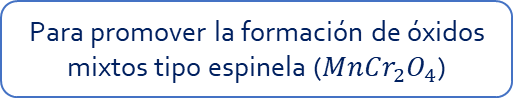 Para promover la formación de óxidos
mixtos tipo espinela (MnCr₂O₄)